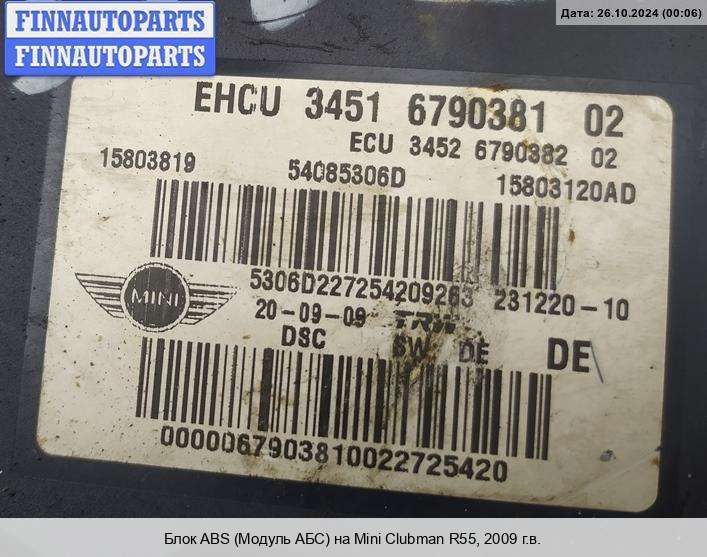 FINNAUTOPARTS
FINNAUTOPARTS
Дата: 26.10.2024 (00:06)
EHCU 3451 6790381 02
ECU 3452 6790382 02
15803819 54085306D 15803120AD
5306D227254209263 231220-10
MINI
20-09-09 TRW
DSC SW DE DE
0000067903810022725420
Блок ABS (Модуль АБС) на Mini Clubman R55, 2009 г.в.